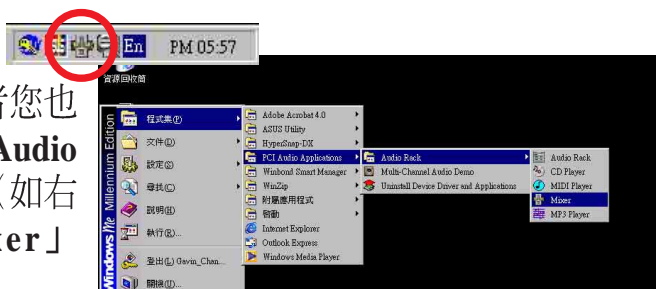 En PM 05:57
者您也
Audio
（如右
xer」
資源回收筒
Windows Me Millennium Edition
程式集(P)
文件(D)
設定(S)
尋找(C)
說明(H)
執行(R)...
登出(L) Gavin_Chan...
關機(U)...
Adobe Acrobat 4.0
ASUS Utility
HyperSnap-DX
PCI Audio Applications
Winbond Smart Manager
WinZip
附屬應用程式
啟動
Internet Explorer
Outlook Express
Windows Media Player
Audio Rack
Multi-Channel Audio Demo
Uninstall Device Driver and Applications
Audio Rack
CD Player
MIDI Player
Mixer
MP3 Player